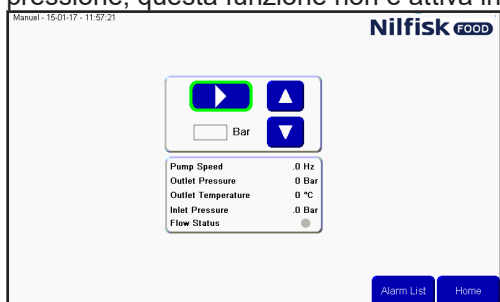 pressione, questa funzione non è attiva in
Manuel - 15-01-17 - 11:57:21
Nilfisk FOOD
Bar
Pump Speed .0 Hz
Outlet Pressure 0 Bar
Outlet Temperature 0 °C
Inlet Pressure .0 Bar
Flow Status
Alarm List Home